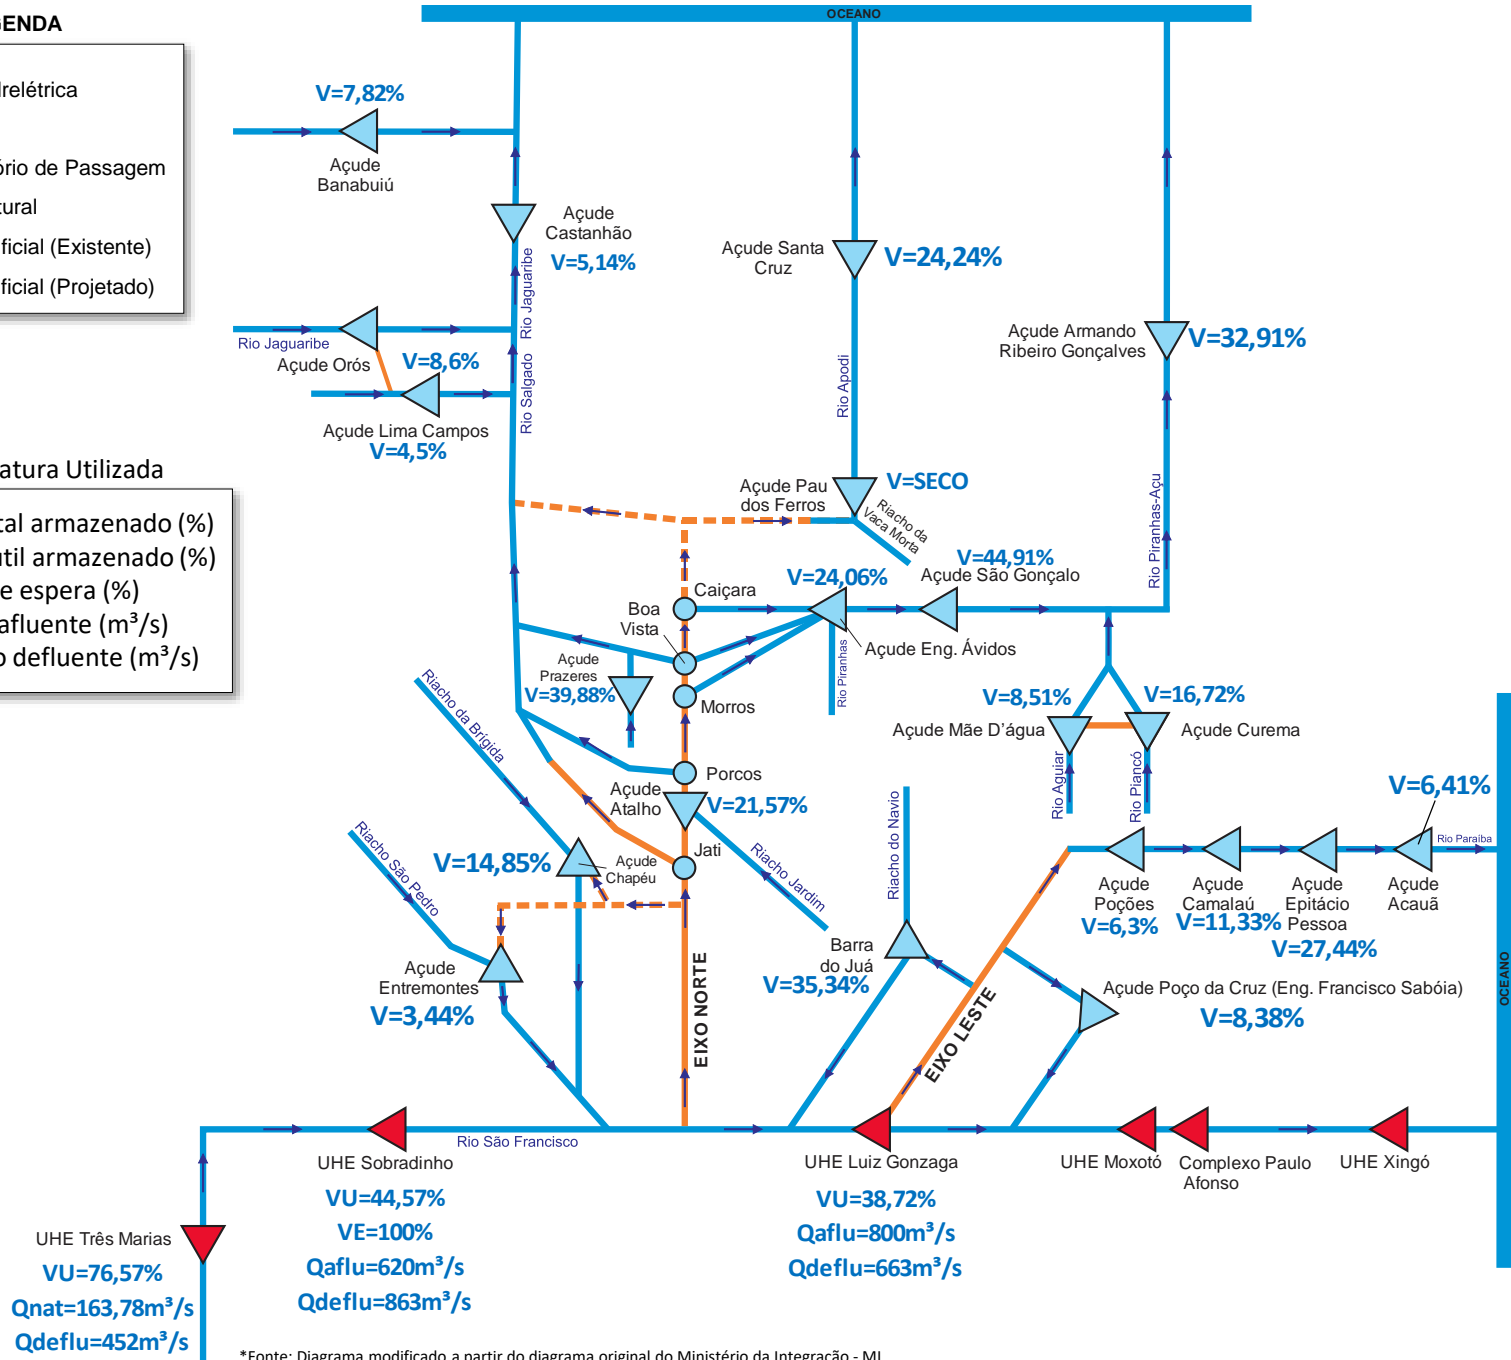 OCEANO
GENDA
drelétrica
ório de Passagem
tural
ificial (Existente)
ificial (Projetado)
V=7,82%
Açude
Banabuiú
Açude
Castanhão
V=5,14%
Rio Jaguaribe
Açude Santa
Cruz
V=24,24%
Açude Armando
Ribeiro Gonçalves
V=32,91%
Rio Jaguaribe
Açude Orós
V=8,6%
Rio Salgado
Rio Apodi
Açude Lima Campos
V=4,5%
atura Utilizada
tal armazenado (%)
útil armazenado (%)
e espera (%)
afluente (m³/s)
o defluente (m³/s)
Açude Pau
dos Ferros
V=SECO
Riacho da
Vaca Morta
Rio Piranhas-Açu
V=44,91%
Açude São Gonçalo
V=24,06%
Caiçara
Boa
Vista
Açude Eng. Ávidos
Rio Piranhas
Açude
Prazeres
V=39,88%
Morros
Riacho da Brigida
V=8,51%
V=16,72%
Açude Mãe D'água
Açude Curema
Rio Aguiar
Rio Piancó
Porcos
Açude
Atalho
V=21,57%
V=6,41%
Rio Paraiba
Riacho São Pedro
V=14,85%
Açude
Chapéu
Jati
Riacho Jardim
Riacho do Navio
Açude
Poções
V=6,3%
Açude
Camalaú
V=11,33%
Açude
Epitácio
Pessoa
V=27,44%
Açude
Acauã
Barra
do Juá
V=35,34%
Açude
Entremontes
V=3,44%
EIXO NORTE
EIXO LESTE
Açude Poço da Cruz (Eng. Francisco Sabóia)
V=8,38%
OCEANO
Rio São Francisco
UHE Sobradinho
VU=44,57%
VE=100%
Qaflu=620m³/s
Qdeflu=863m³/s
UHE Luiz Gonzaga
VU=38,72%
Qaflu=800m³/s
Qdeflu=663m³/s
UHE Moxotó
Complexo Paulo
Afonso
UHE Xingó
UHE Três Marias
VU=76,57%
Qnat=163,78m³/s
Qdeflu=452m³/s
*Fonte: Diagrama modificado a partir do diagrama original do Ministério da Integração - MI